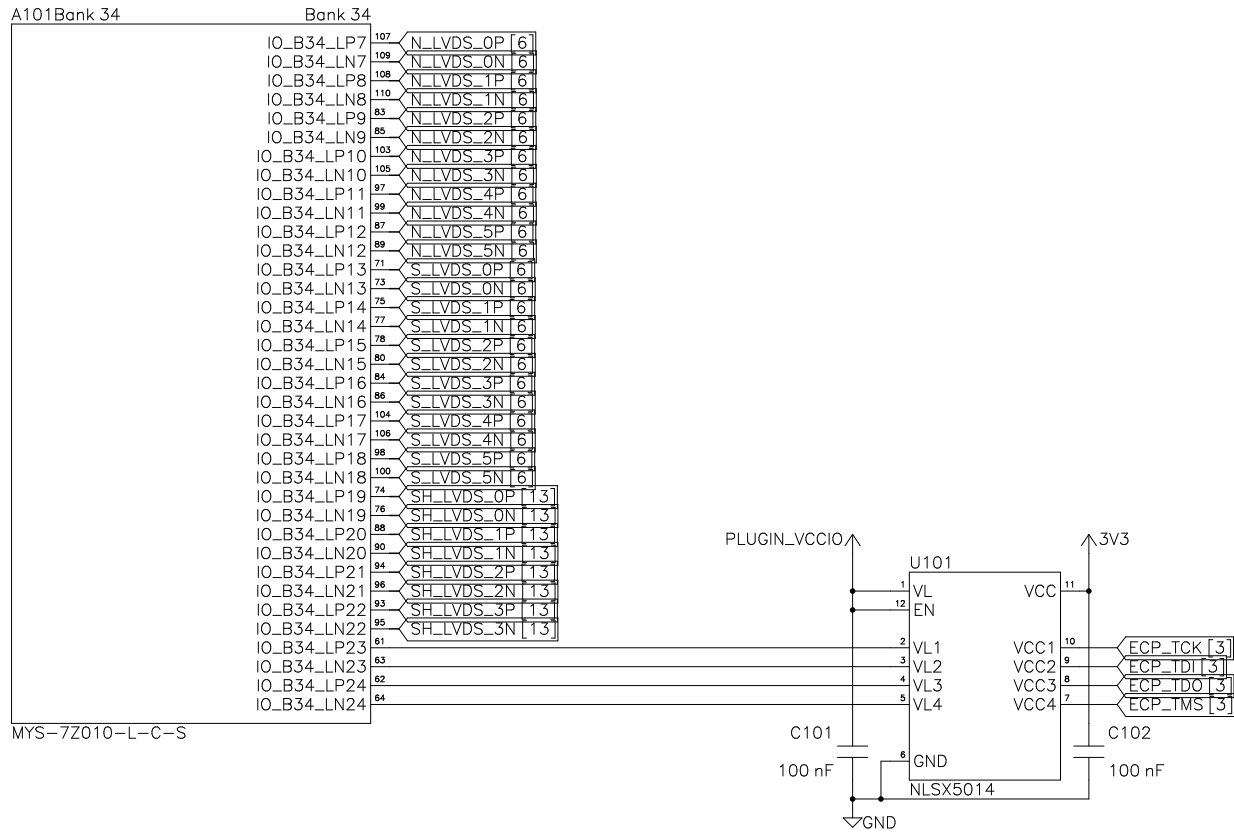 A101Bank 34 Bank 34
IO_B34_LP7 107 N_LVDS_0P [6]
IO_B34_LN7 109 N_LVDS_0N [6]
IO_B34_LP8 108 N_LVDS_1P [6]
IO_B34_LN8 110 N_LVDS_1N [6]
IO_B34_LP9 83 N_LVDS_2P [6]
IO_B34_LN9 85 N_LVDS_2N [6]
IO_B34_LP10 103 N_LVDS_3P [6]
IO_B34_LN10 105 N_LVDS_3N [6]
IO_B34_LP11 97 N_LVDS_4P [6]
IO_B34_LN11 99 N_LVDS_4N [6]
IO_B34_LP12 87 N_LVDS_5P [6]
IO_B34_LN12 89 N_LVDS_5N [6]
IO_B34_LP13 71 S_LVDS_0P [6]
IO_B34_LN13 73 S_LVDS_0N [6]
IO_B34_LP14 75 S_LVDS_1P [6]
IO_B34_LN14 77 S_LVDS_1N [6]
IO_B34_LP15 78 S_LVDS_2P [6]
IO_B34_LN15 80 S_LVDS_2N [6]
IO_B34_LP16 84 S_LVDS_3P [6]
IO_B34_LN16 86 S_LVDS_3N [6]
IO_B34_LP17 104 S_LVDS_4P [6]
IO_B34_LN17 106 S_LVDS_4N [6]
IO_B34_LP18 98 S_LVDS_5P [6]
IO_B34_LN18 100 S_LVDS_5N [6]
IO_B34_LP19 74 SH_LVDS_0P [13]
IO_B34_LN19 76 SH_LVDS_0N [13]
IO_B34_LP20 88 SH_LVDS_1P [13]
IO_B34_LN20 90 SH_LVDS_1N [13]
IO_B34_LP21 94 SH_LVDS_2P [13]
IO_B34_LN21 96 SH_LVDS_2N [13]
IO_B34_LP22 93 SH_LVDS_3P [13]
IO_B34_LN22 95 SH_LVDS_3N [13]
IO_B34_LP23 61
IO_B34_LN23 63
IO_B34_LP24 62
IO_B34_LN24 64
MYS-7Z010-L-C-S
PLUGIN_VCCIO 3V3
U101
1 VL VCC 11
12 EN
2 VL1 VCC1 10 ECP_TCK [3]
3 VL2 VCC2 9 ECP_TDI [3]
4 VL3 VCC3 8 ECP_TDO [3]
5 VL4 VCC4 7 ECP_TMS [3]
C101 C102
6 GND
100 nF 100 nF
NLSX5014
GND